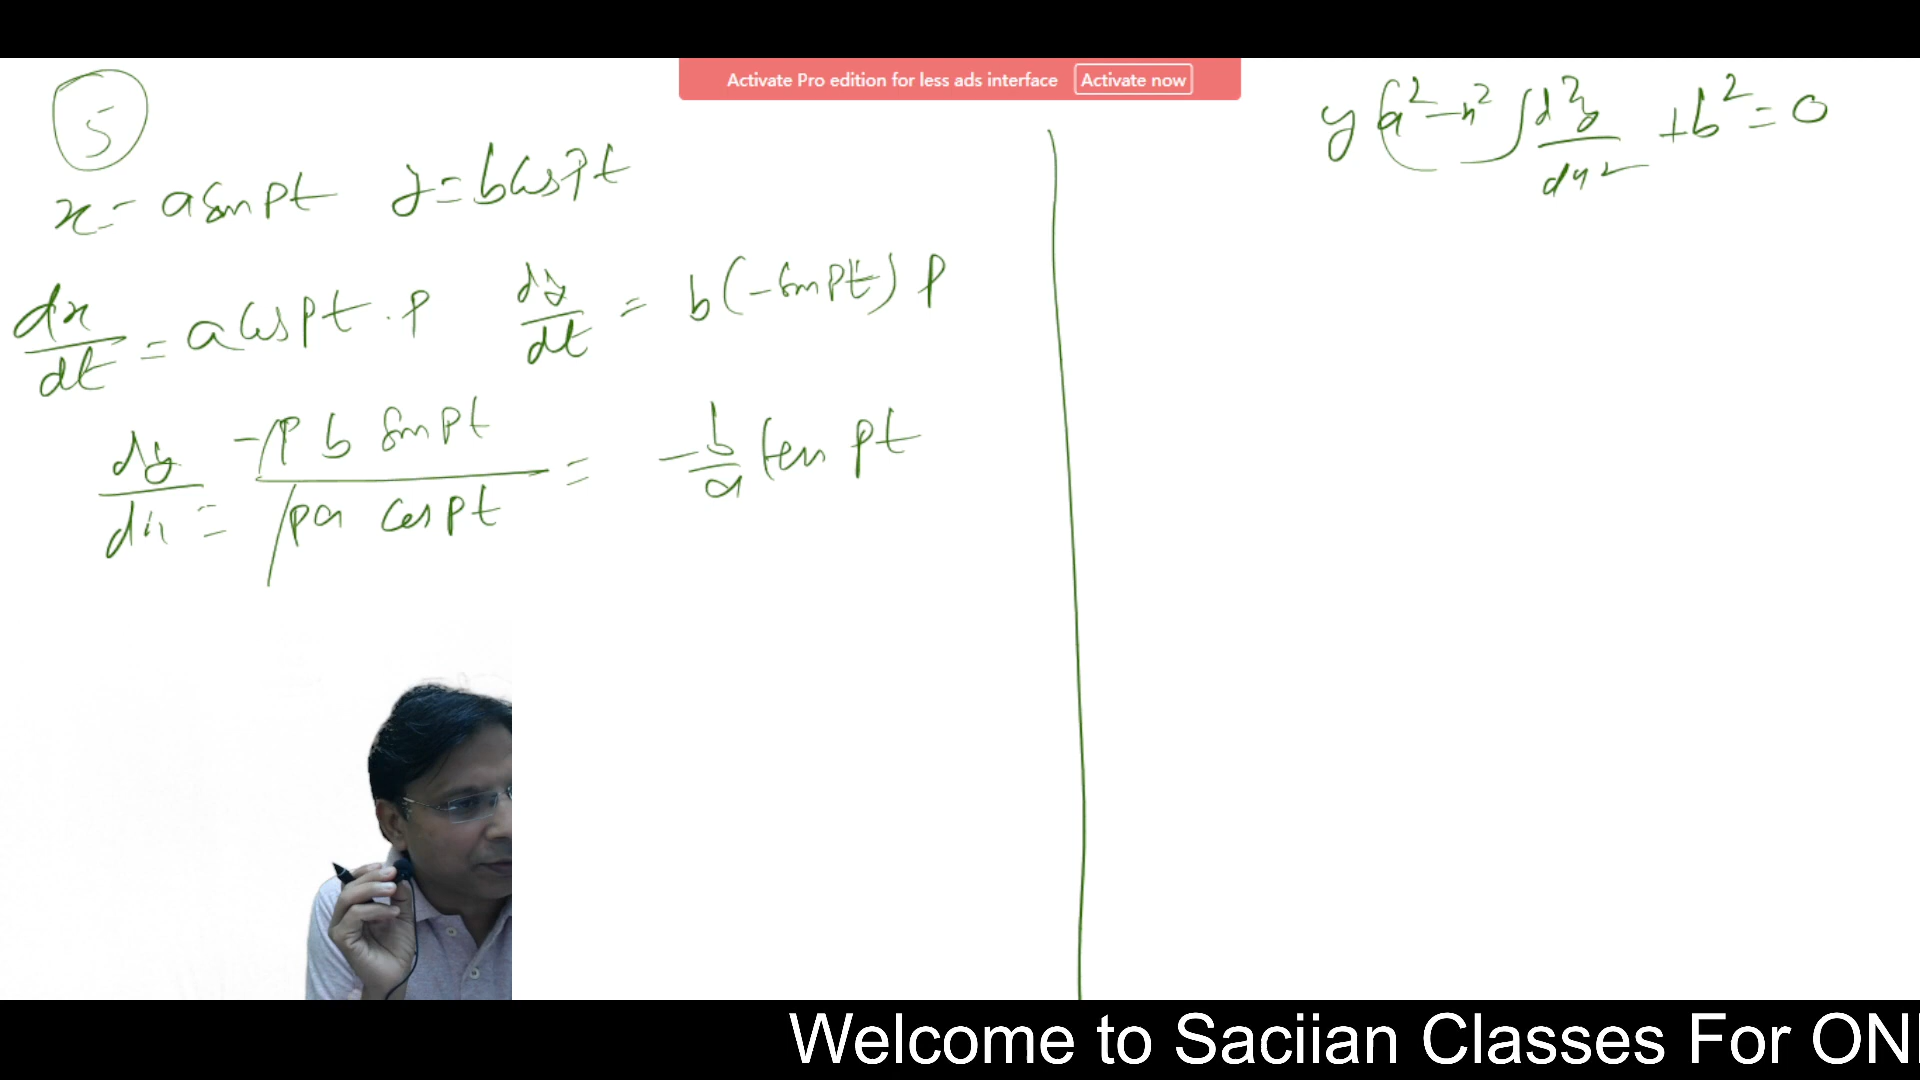 Activate Pro edition for less ads interface Activate now
5
x = a sin pt y = b cos pt
dx/dt = a cos pt . p dy/dt = b(-sin pt) p
dy/dx = -p b sin pt / pa cos pt = -b/a tan pt
y (a² - x²) d²y/dx² + b² = 0
Welcome to Saciian Classes For ONL